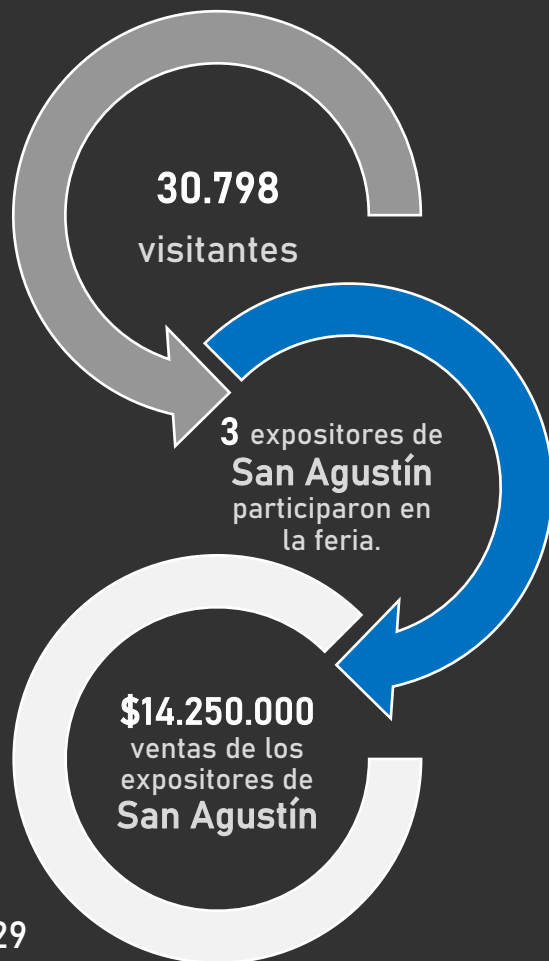 30.798
visitantes
3 expositores de
San Agustín
participaron en
la feria.
$14.250.000
ventas de los
expositores de
San Agustín
29